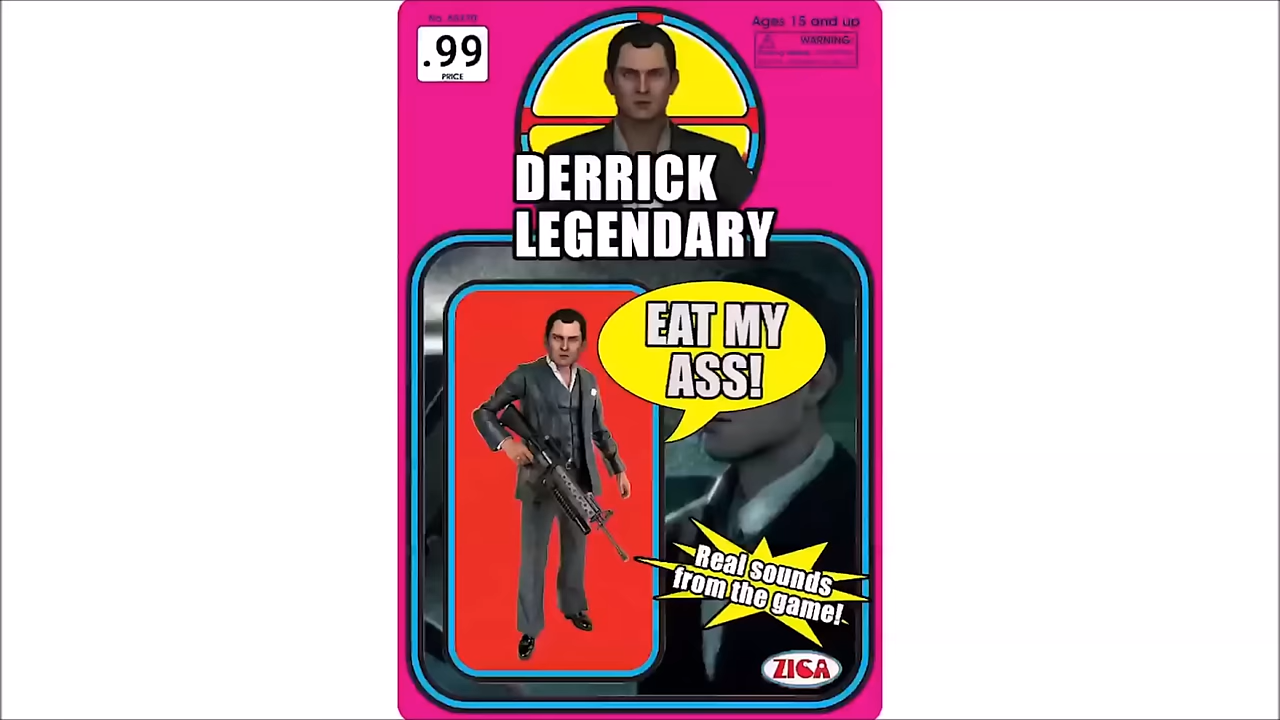 .99
PRICE
Ages 15 and up
WARNING
DERRICK
LEGENDARY
EAT MY
ASS!
Real sounds
from the game!
ZICA